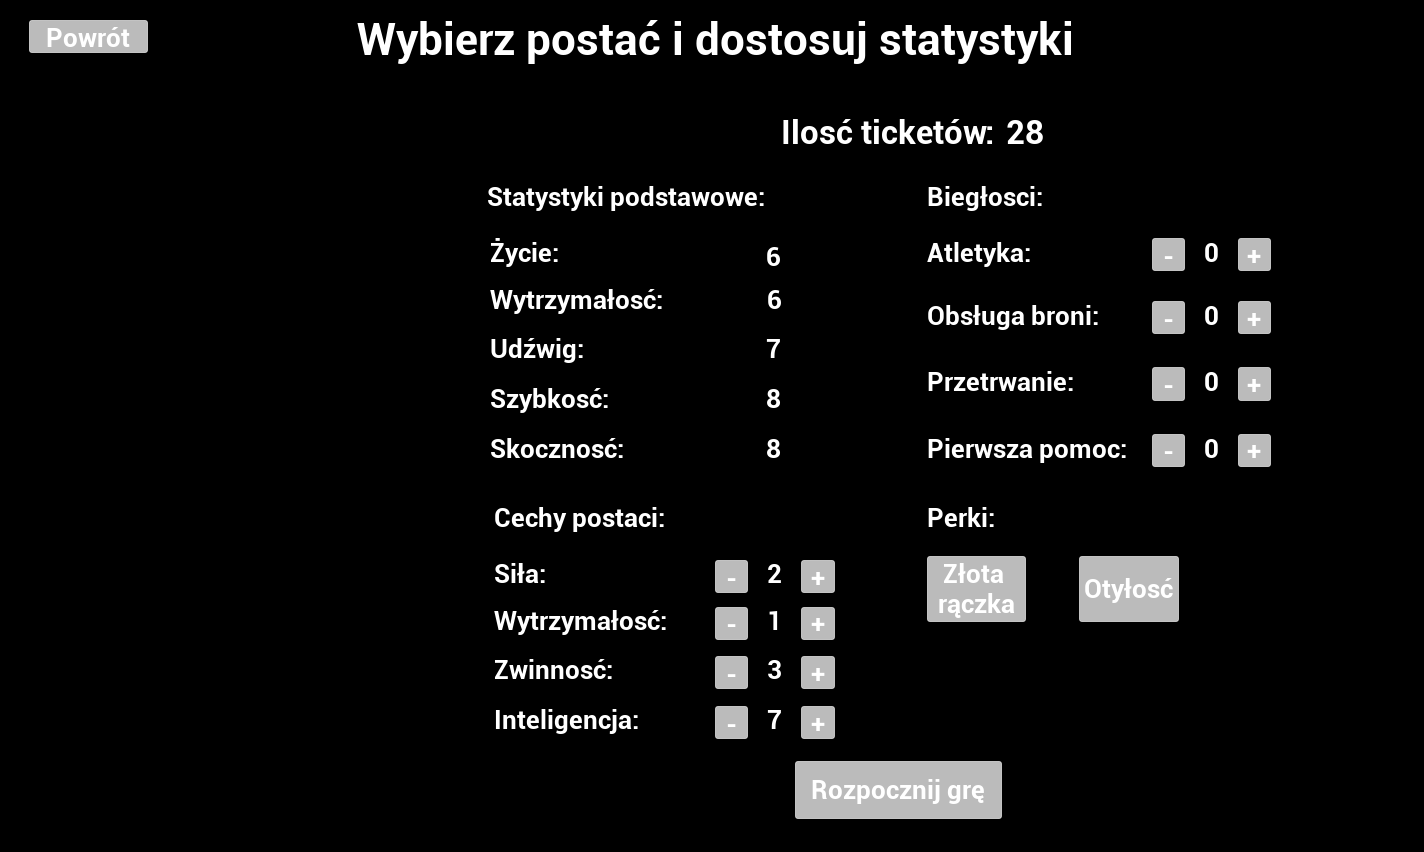 Powrót
Wybierz postać i dostosuj statystyki
Ilosć ticketów: 28
Statystyki podstawowe:
Życie: 6
Wytrzymałosć: 6
Udźwig: 7
Szybkosć: 8
Skocznosć: 8
Biegłosci:
Atletyka: - 0 +
Obsługa broni: - 0 +
Przetrwanie: - 0 +
Pierwsza pomoc: - 0 +
Cechy postaci:
Siła: - 2 +
Wytrzymałosć: - 1 +
Zwinnosć: - 3 +
Inteligencja: - 7 +
Perki:
Złota
rączka
Otyłosć
Rozpocznij grę